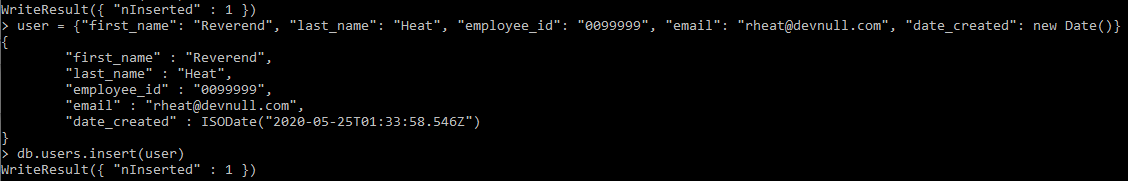 WriteResult({ "nInserted" : 1 })
> user = {"first_name": "Reverend", "last_name": "Heat", "employee_id": "0099999", "email": "rheat@devnull.com", "date_created": new Date()}
{
        "first_name" : "Reverend",
        "last_name" : "Heat",
        "employee_id" : "0099999",
        "email" : "rheat@devnull.com",
        "date_created" : ISODate("2020-05-25T01:33:58.546Z")
}
> db.users.insert(user)
WriteResult({ "nInserted" : 1 })